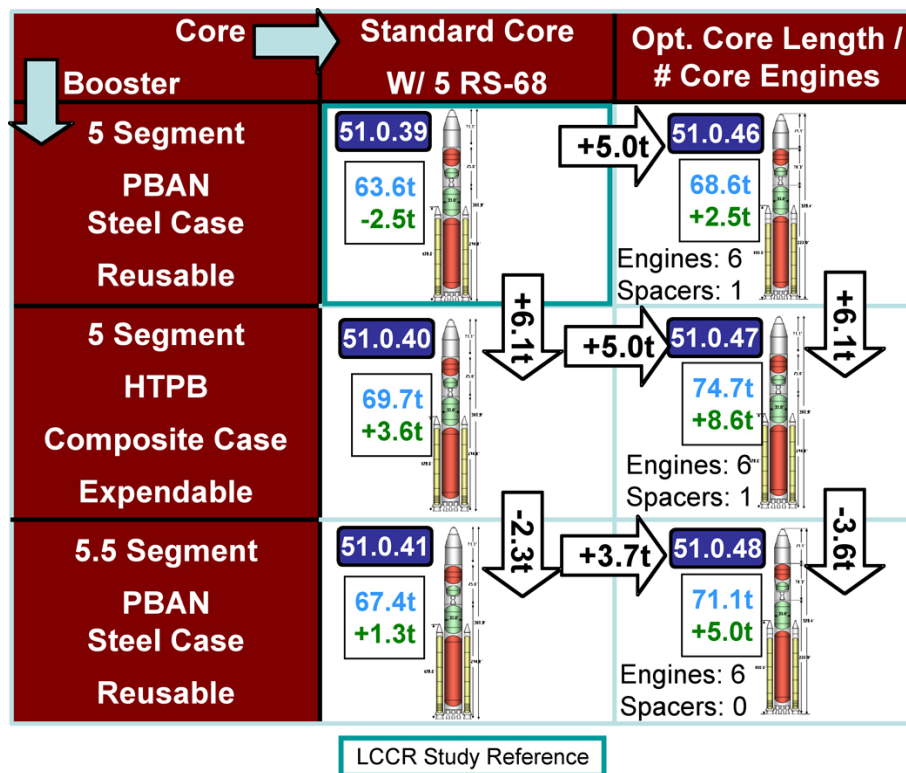 Core
Booster
Standard Core
W/ 5 RS-68
Opt. Core Length /
# Core Engines
5 Segment
PBAN
Steel Case
Reusable
51.0.39
63.6t
-2.5t
+5.0t
51.0.46
68.6t
+2.5t
Engines: 6
Spacers: 1
+6.1t
+6.1t
5 Segment
HTPB
Composite Case
Expendable
51.0.40
69.7t
+3.6t
+5.0t
51.0.47
74.7t
+8.6t
Engines: 6
Spacers: 1
-2.3t
-3.6t
5.5 Segment
PBAN
Steel Case
Reusable
51.0.41
67.4t
+1.3t
+3.7t
51.0.48
71.1t
+5.0t
Engines: 6
Spacers: 0
LCCR Study Reference